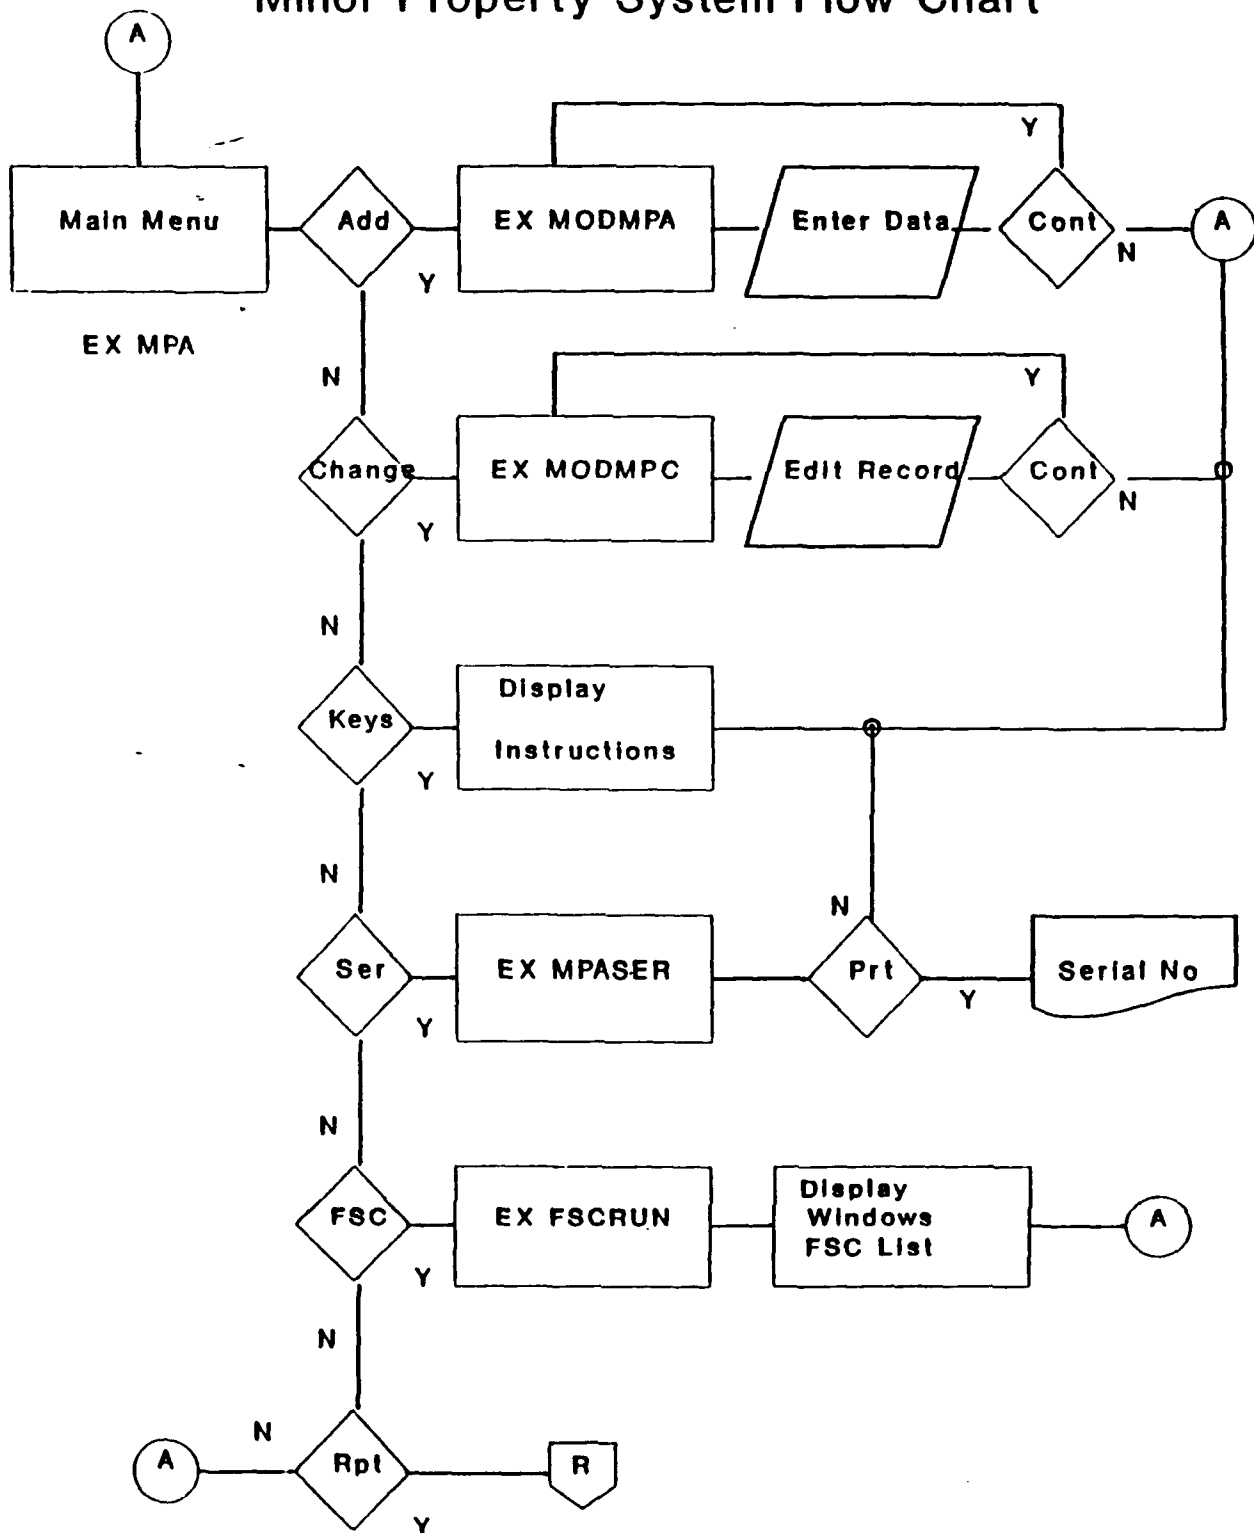 Minor Property System Flow Chart
A
Y
Main Menu
Add
EX MODMPA
Enter Data
Cont
A
Y
N
EX MPA
N
Y
Change
EX MODMPC
Edit Record
Cont
Y
N
N
Keys
Display
Instructions
Y
N
N
Ser
EX MPASER
Prt
Serial No
Y
Y
N
FSC
EX FSCRUN
Display
Windows
FSC List
A
Y
N
N
A
Rpt
R
Y